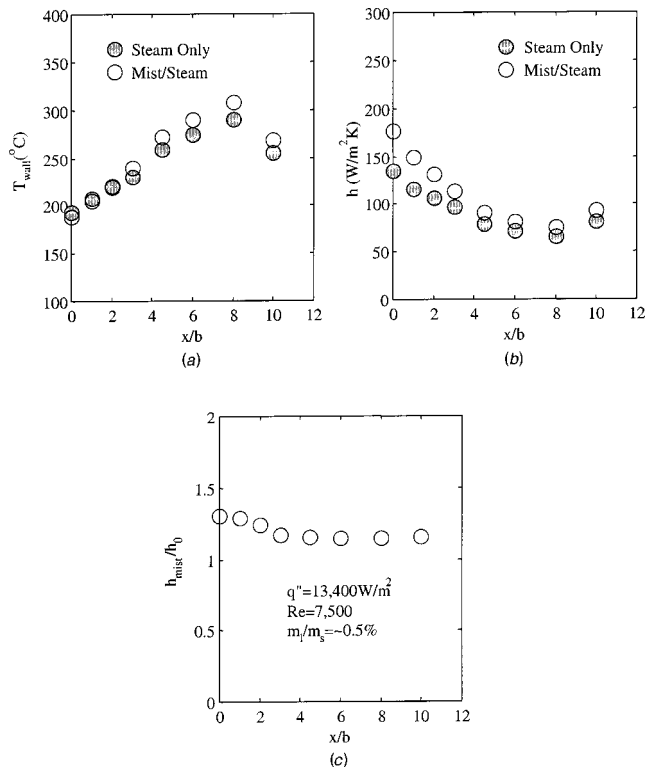 350
300
250
200
150
100
T_wall (°C)
Steam Only
Mist/Steam
0 2 4 6 8 10 12
x/b
(a)
300
250
200
150
100
50
0
h (W/m²K)
Steam Only
Mist/Steam
0 2 4 6 8 10 12
x/b
(b)
2
1.5
1
0.5
0
h_mist/h_0
q"=13,400W/m²
Re=7,500
m_l/m_s=~0.5%
0 2 4 6 8 10 12
x/b
(c)